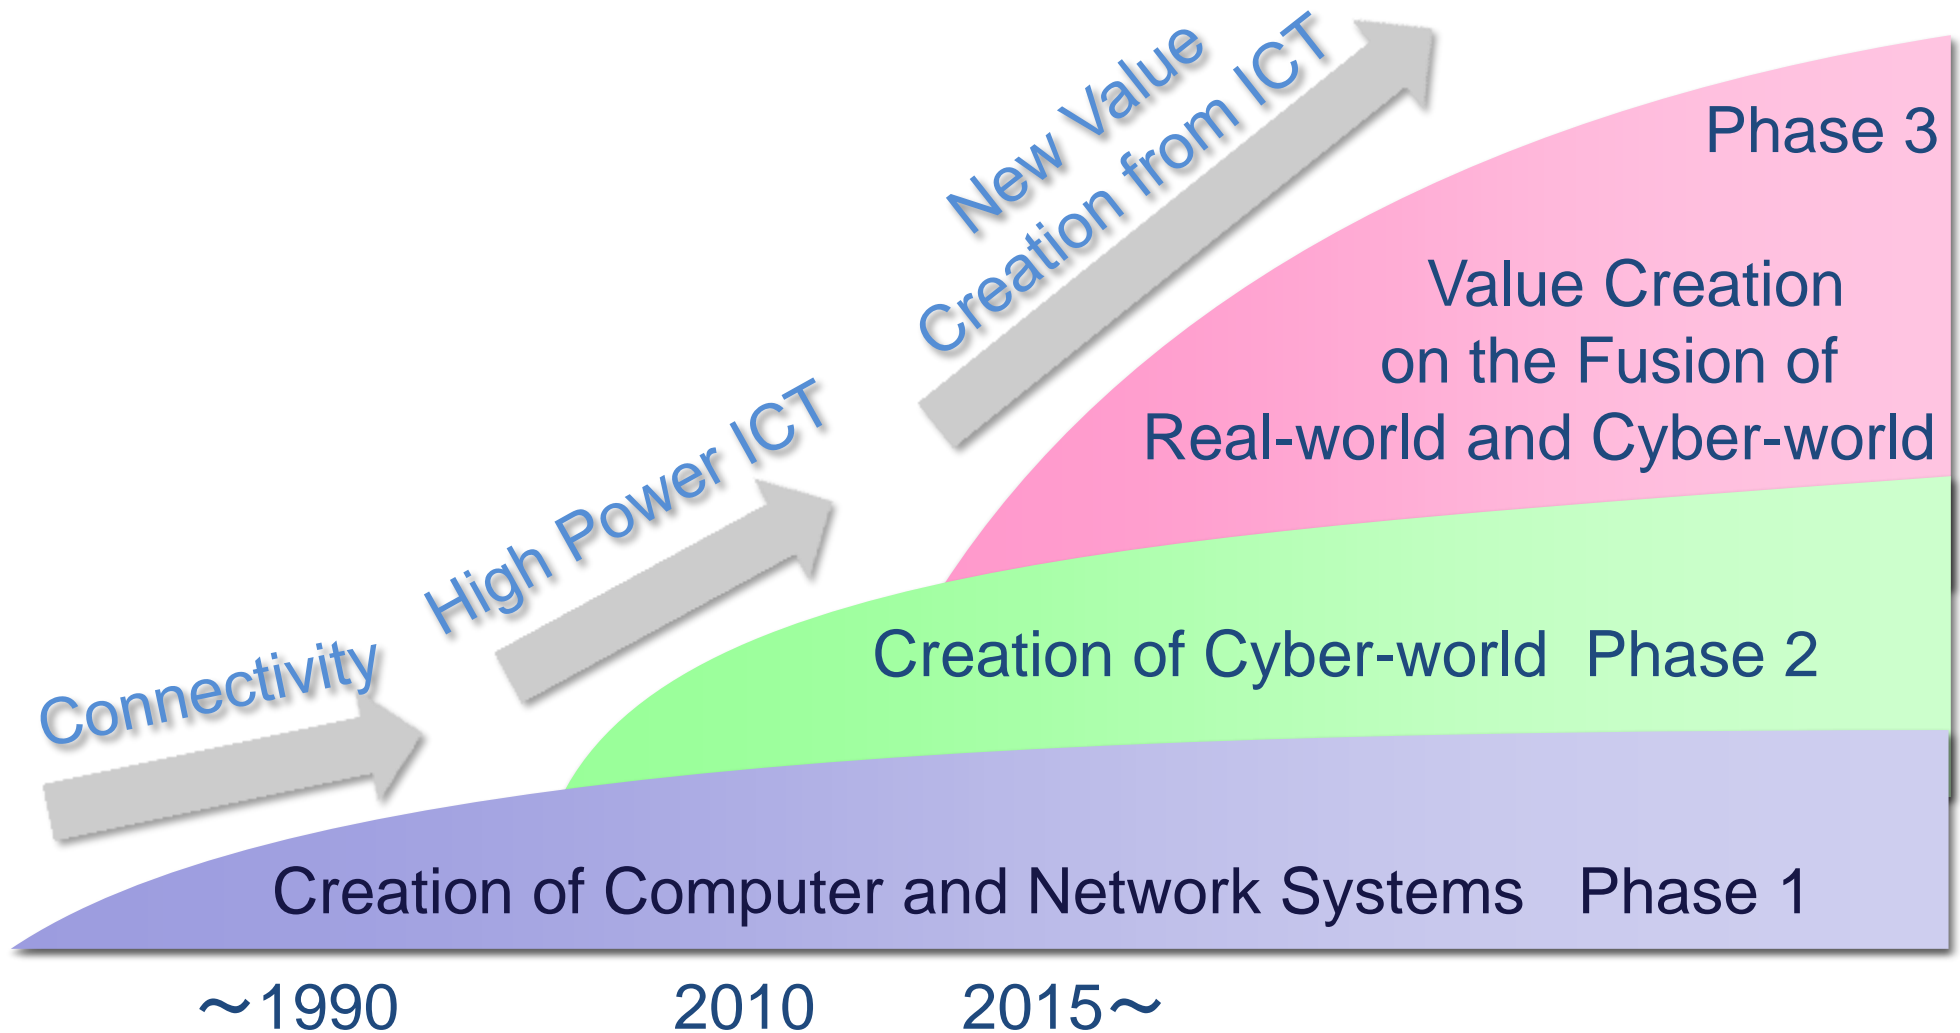 New Value
Creation from ICT
Phase 3
Value Creation
on the Fusion of
Real-world and Cyber-world
High Power ICT
Connectivity
Creation of Cyber-world Phase 2
Creation of Computer and Network Systems Phase 1
～1990
2010
2015～